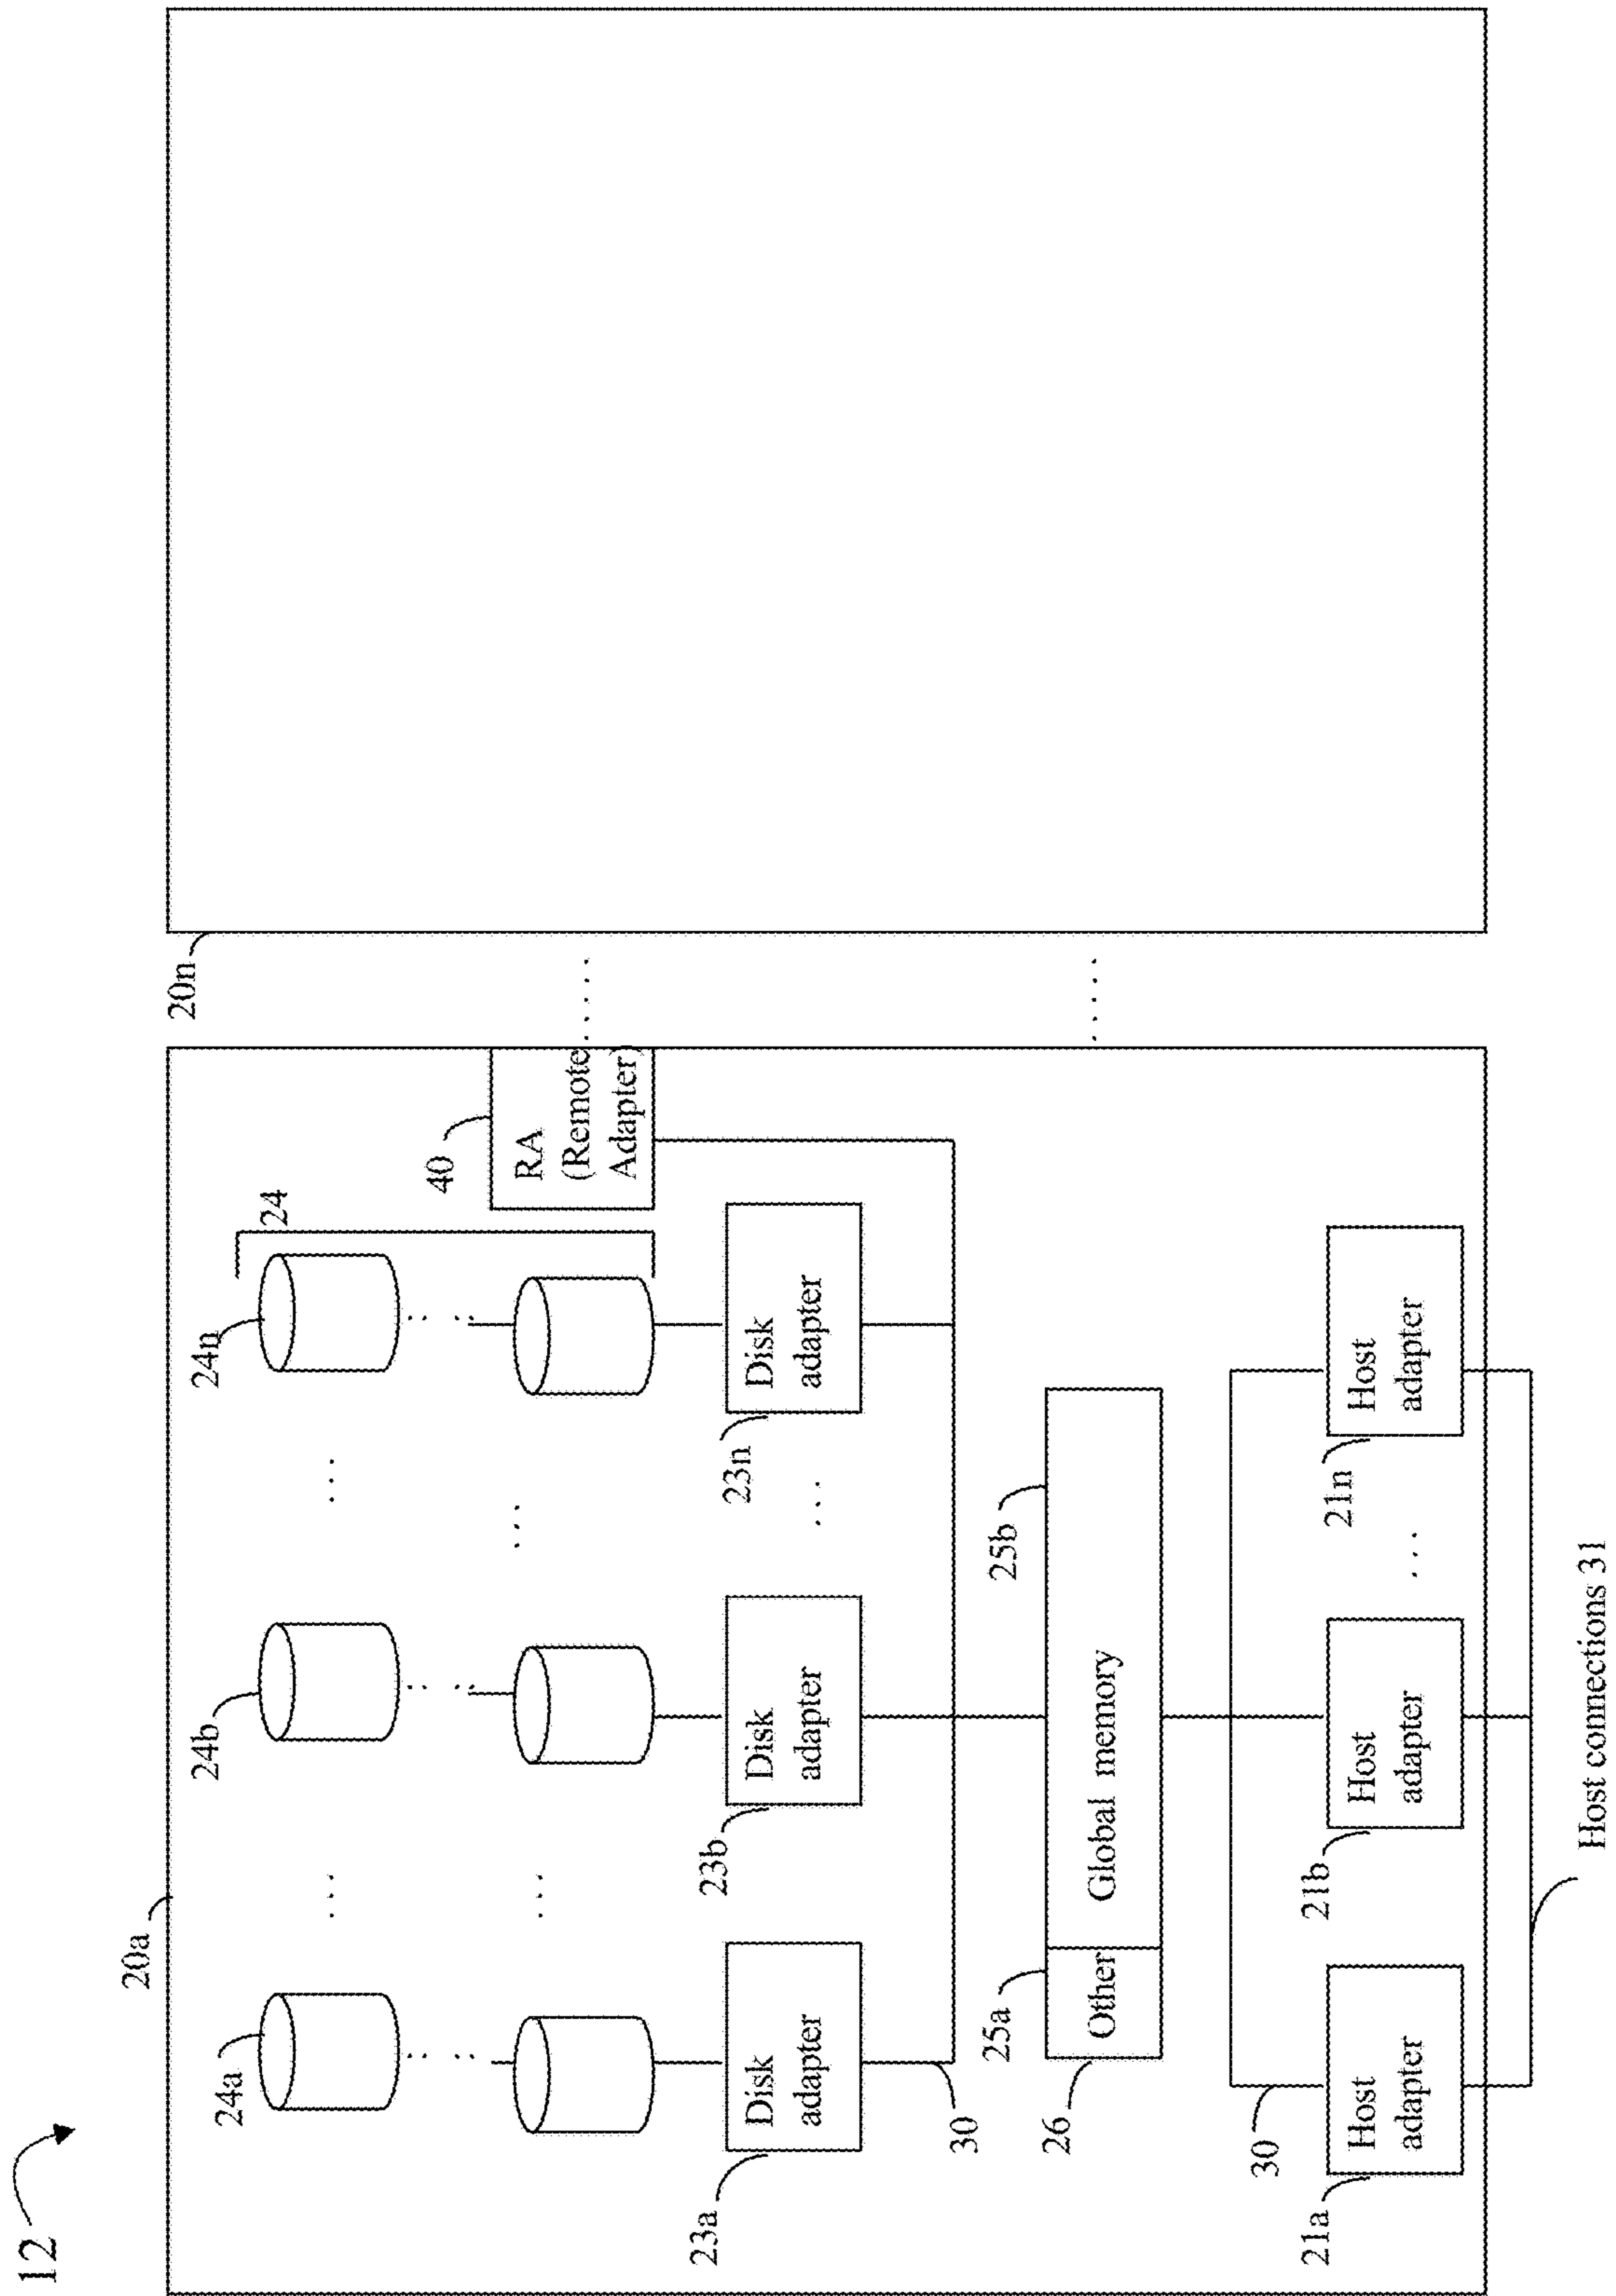 12
20a
20n
24a
24b
24n
24
40
RA
(Remote
Adapter)
. . .
. . .
. . . . .
. . .
. . .
23a
Disk
adapter
23b
Disk
adapter
. . .
23n
Disk
adapter
30
25a
25b
26
Other
Global memory
. . . . .
30
21a
Host
adapter
21b
Host
adapter
. . .
21n
Host
adapter
Host connections 31